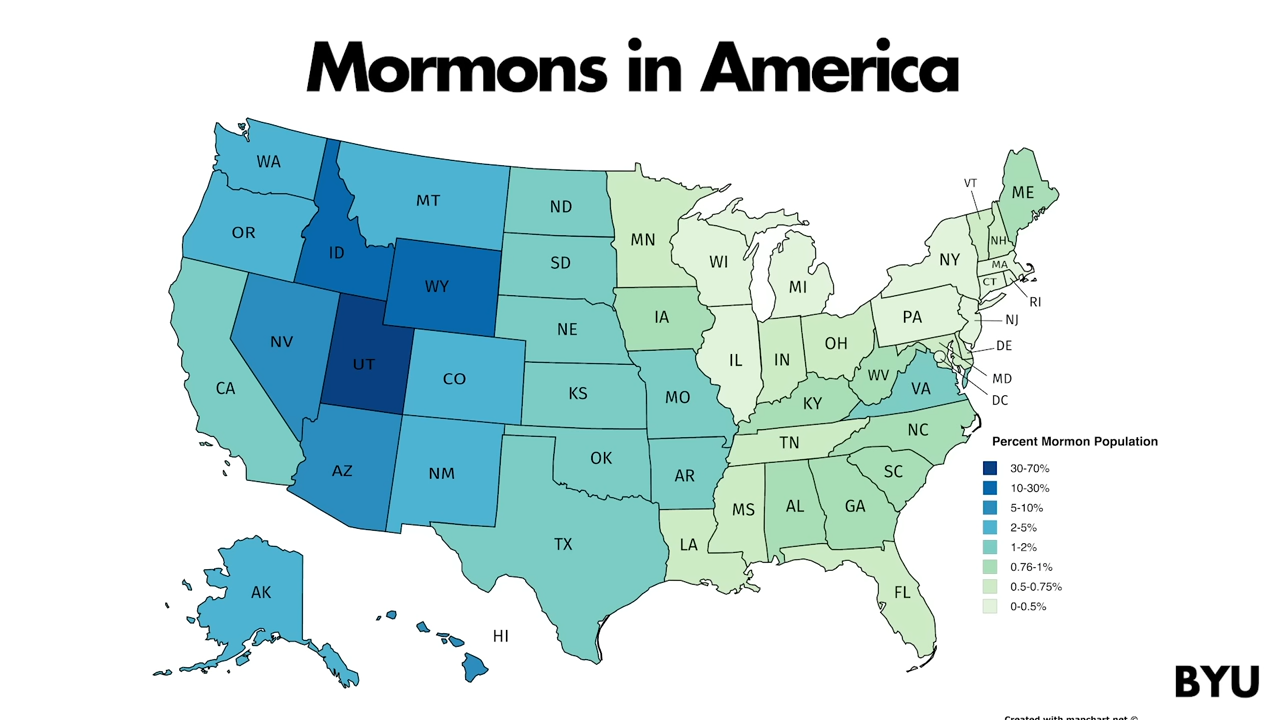 Mormons in America
WA
MT
ND
MN
VT
ME
OR
ID
SD
WI
NH
NY
MA
WY
MI
CT
RI
NV
NE
IA
PA
NJ
UT
CO
IL
IN
OH
DE
CA
KS
MO
WV
VA
MD
KY
DC
AZ
NM
OK
AR
TN
NC
SC
TX
LA
MS
AL
GA
FL
AK
HI
Percent Mormon Population
30-70%
10-30%
5-10%
2-5%
1-2%
0.76-1%
0.5-0.75%
0-0.5%
BYU
Created with mapchart.net ©